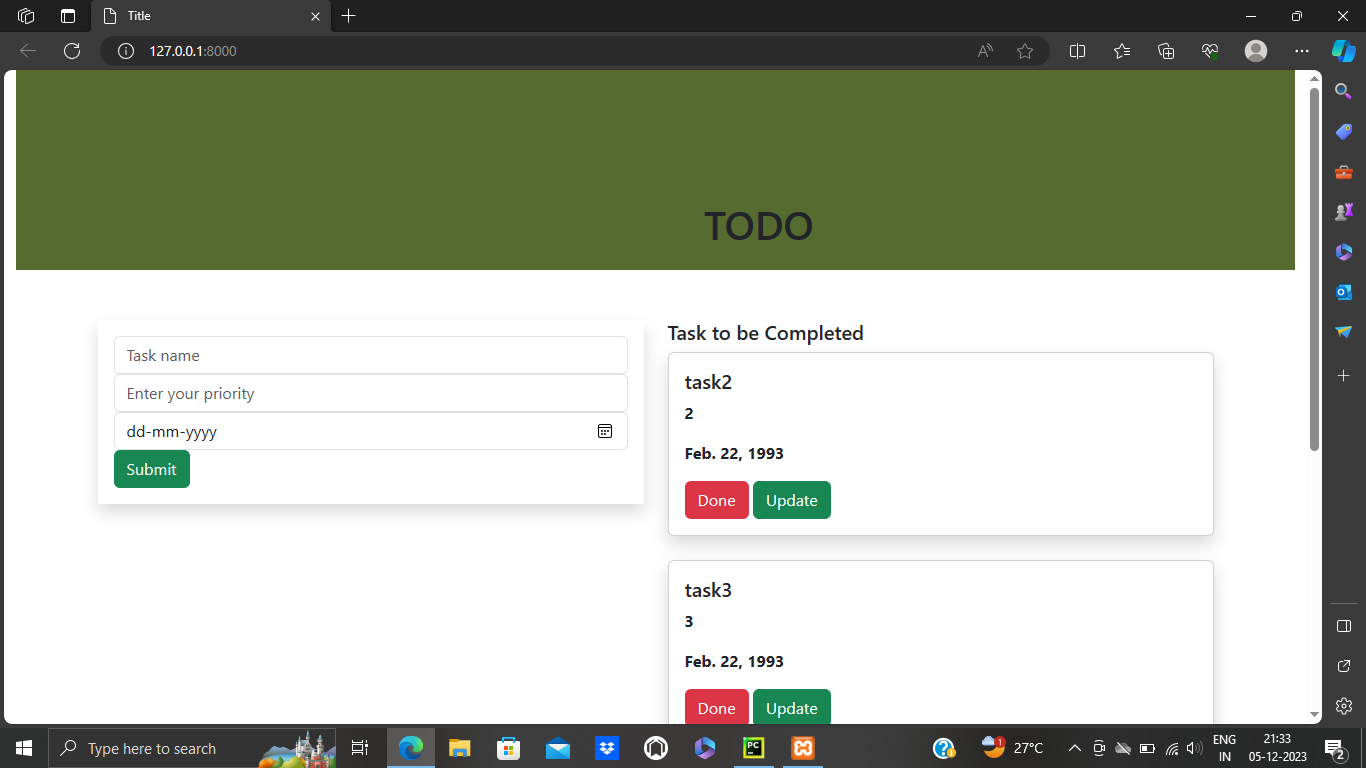 Title
127.0.0.1:8000
TODO
Task name
Enter your priority
dd-mm-yyyy
Submit
Task to be Completed
task2
2
Feb. 22, 1993
Done Update
task3
3
Feb. 22, 1993
Done Update
Type here to search
PC
1
27°C
ENG
IN
21:33
05-12-2023
2